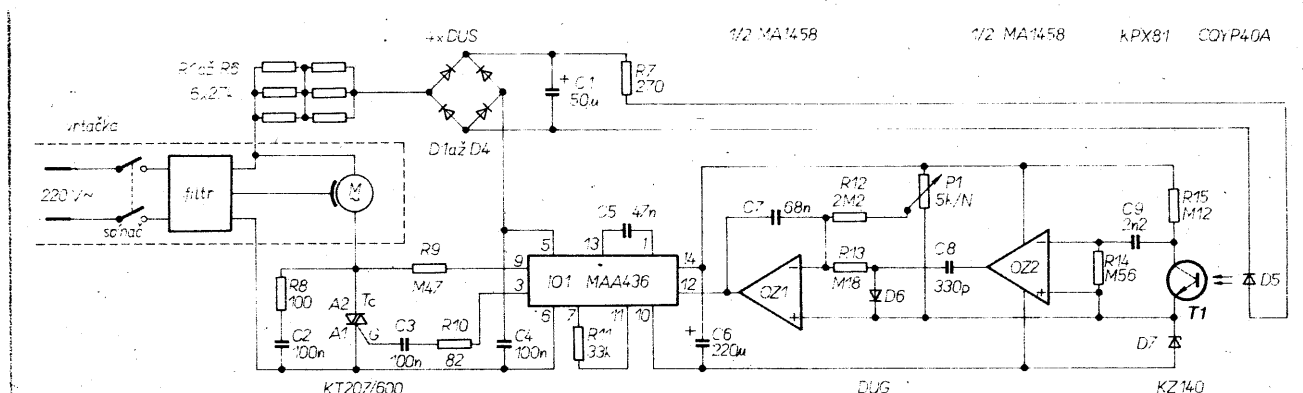 4xDUS
1/2 MA1458
1/2 MA1458
KPX81
CQYP40A
R1až R6
6x27k
C1
50µ
R7
270
D1až D4
vrtačka
220 V~
spínač
filtr
M
R8
100
C2
100n
A2
Tc
A1
G
C3
100n
R9
M47
R10
82
C4
100n
C5
47n
5
13
1
9
3
14
12
16
7
11
10
IO1 MAA436
R11
33k
C6
220µ
C7
68n
R12
2M2
P1
5k/N
R13
M18
D6
C8
330p
OZ1
OZ2
R14
M56
C9
2n2
R15
M12
T1
D5
D7
KT207/600
DUG
KZ140